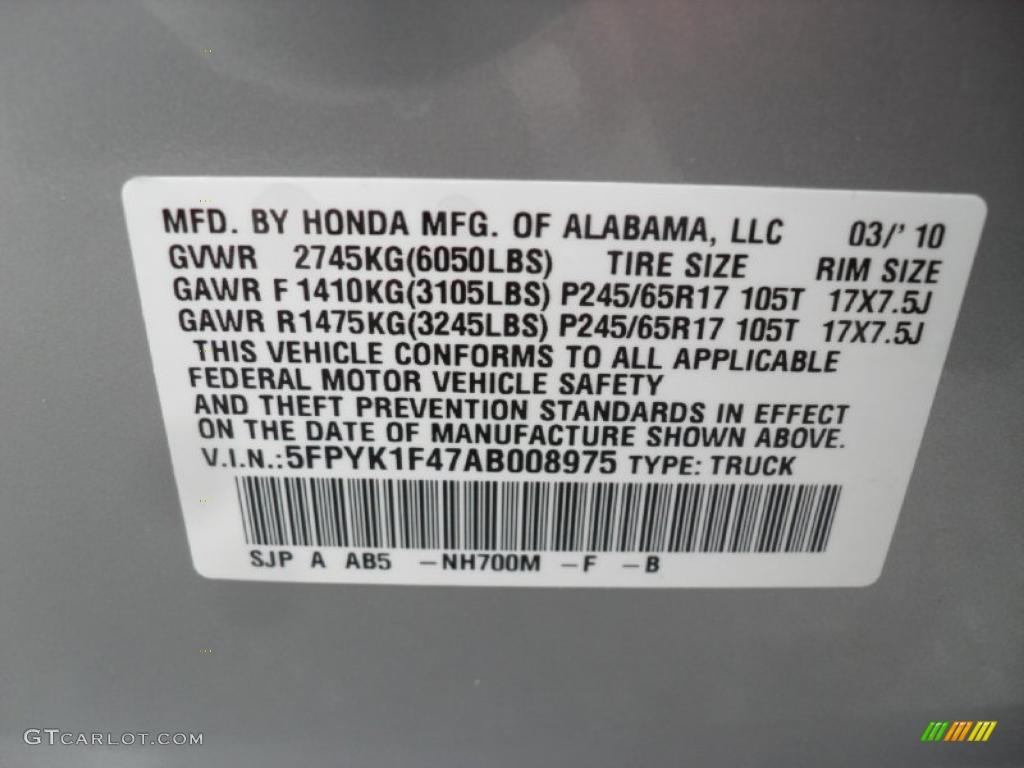 MFD. BY HONDA MFG. OF ALABAMA, LLC 03/' 10
GVWR 2745KG(6050LBS) TIRE SIZE RIM SIZE
GAWR F 1410KG(3105LBS) P245/65R17 105T 17X7.5J
GAWR R1475KG(3245LBS) P245/65R17 105T 17X7.5J
THIS VEHICLE CONFORMS TO ALL APPLICABLE
FEDERAL MOTOR VEHICLE SAFETY
AND THEFT PREVENTION STANDARDS IN EFFECT
ON THE DATE OF MANUFACTURE SHOWN ABOVE.
V.I.N.:5FPYK1F47AB008975 TYPE: TRUCK
SJP A AB5 -NH700M -F -B
GTCARLOT.COM